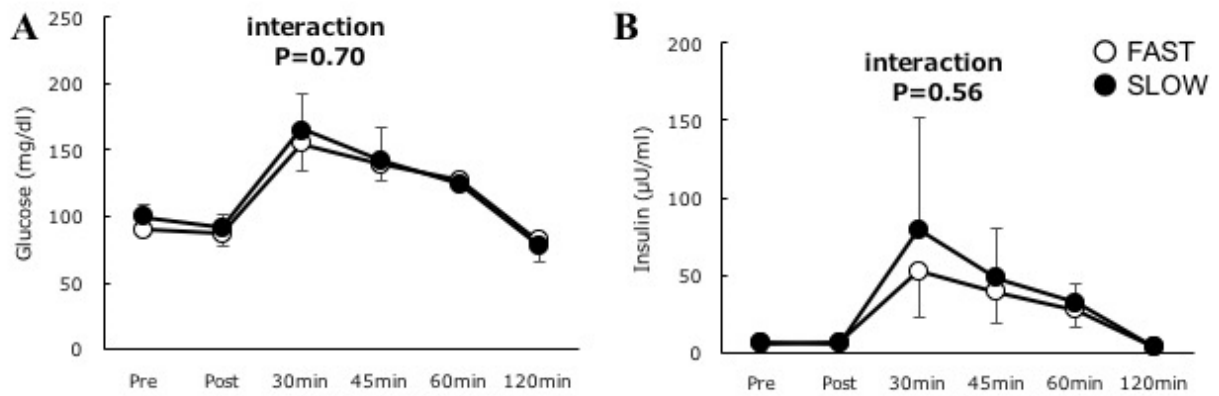 A
interaction
P=0.70
Glucose (mg/dl)
250
200
150
100
50
0
Pre Post 30min 45min 60min 120min
B
interaction
P=0.56
FAST
SLOW
Insulin (μU/ml)
200
150
100
50
0
Pre Post 30min 45min 60min 120min